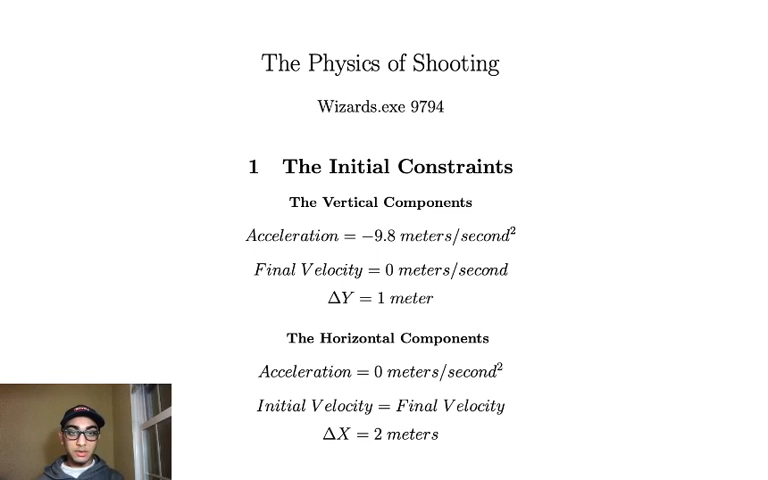 The Physics of Shooting
Wizards.exe 9794
1 The Initial Constraints
The Vertical Components
Acceleration = −9.8 meters/second²
Final Velocity = 0 meters/second
ΔY = 1 meter
The Horizontal Components
Acceleration = 0 meters/second²
Initial Velocity = Final Velocity
ΔX = 2 meters